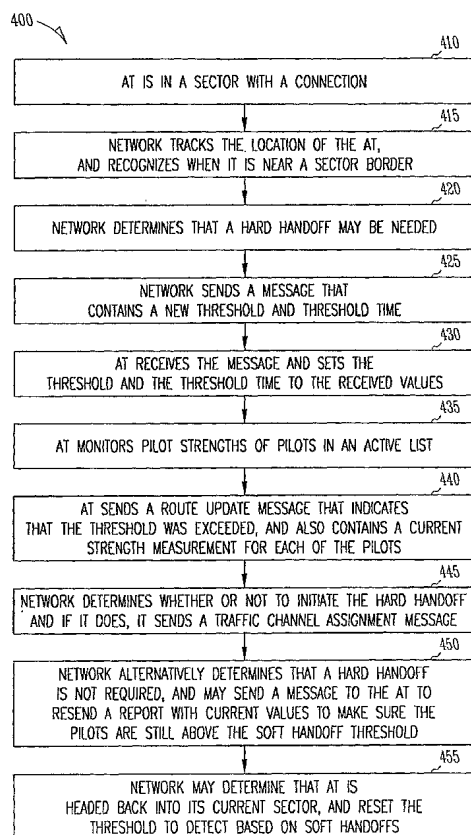 400
410
AT IS IN A SECTOR WITH A CONNECTION
415
NETWORK TRACKS THE LOCATION OF THE AT,
AND RECOGNIZES WHEN IT IS NEAR A SECTOR BORDER
420
NETWORK DETERMINES THAT A HARD HANDOFF MAY BE NEEDED
425
NETWORK SENDS A MESSAGE THAT
CONTAINS A NEW THRESHOLD AND THRESHOLD TIME
430
AT RECEIVES THE MESSAGE AND SETS THE
THRESHOLD AND THE THRESHOLD TIME TO THE RECEIVED VALUES
435
AT MONITORS PILOT STRENGTHS OF PILOTS IN AN ACTIVE LIST
440
AT SENDS A ROUTE UPDATE MESSAGE THAT INDICATES
THAT THE THRESHOLD WAS EXCEEDED, AND ALSO CONTAINS A CURRENT
STRENGTH MEASUREMENT FOR EACH OF THE PILOTS
445
NETWORK DETERMINES WHETHER OR NOT TO INITIATE THE HARD HANDOFF
AND IF IT DOES, IT SENDS A TRAFFIC CHANNEL ASSIGNMENT MESSAGE
450
NETWORK ALTERNATIVELY DETERMINES THAT A HARD HANDOFF
IS NOT REQUIRED, AND MAY SEND A MESSAGE TO THE AT TO
RESEND A REPORT WITH CURRENT VALUES TO MAKE SURE THE
PILOTS ARE STILL ABOVE THE SOFT HANDOFF THRESHOLD
455
NETWORK MAY DETERMINE THAT AT IS
HEADED BACK INTO ITS CURRENT SECTOR, AND RESET THE
THRESHOLD TO DETECT BASED ON SOFT HANDOFFS